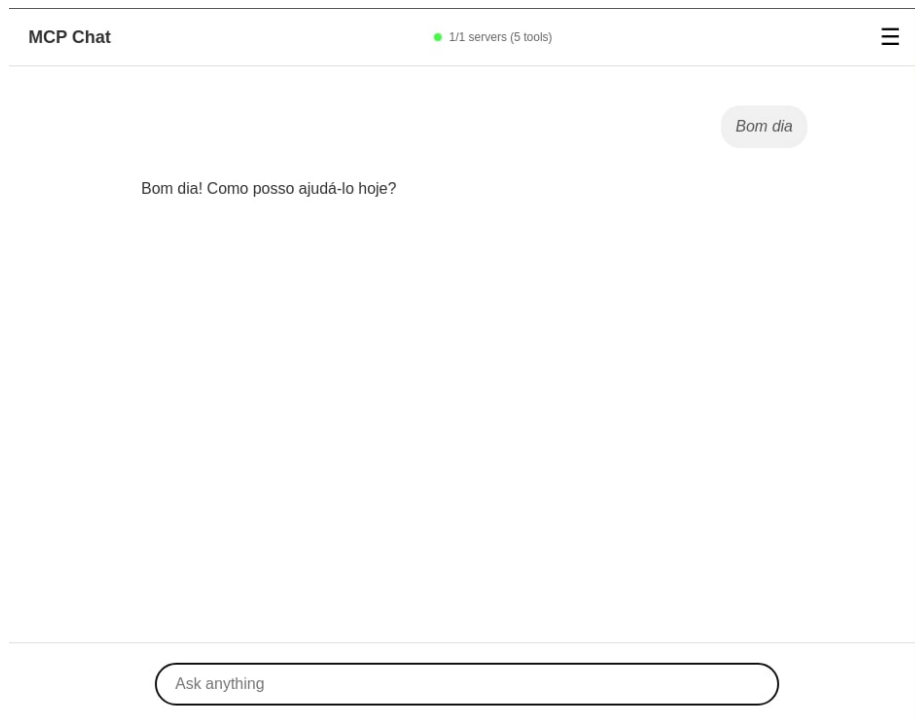 MCP Chat
1/1 servers (5 tools)
Bom dia
Bom dia! Como posso ajudá-lo hoje?
Ask anything